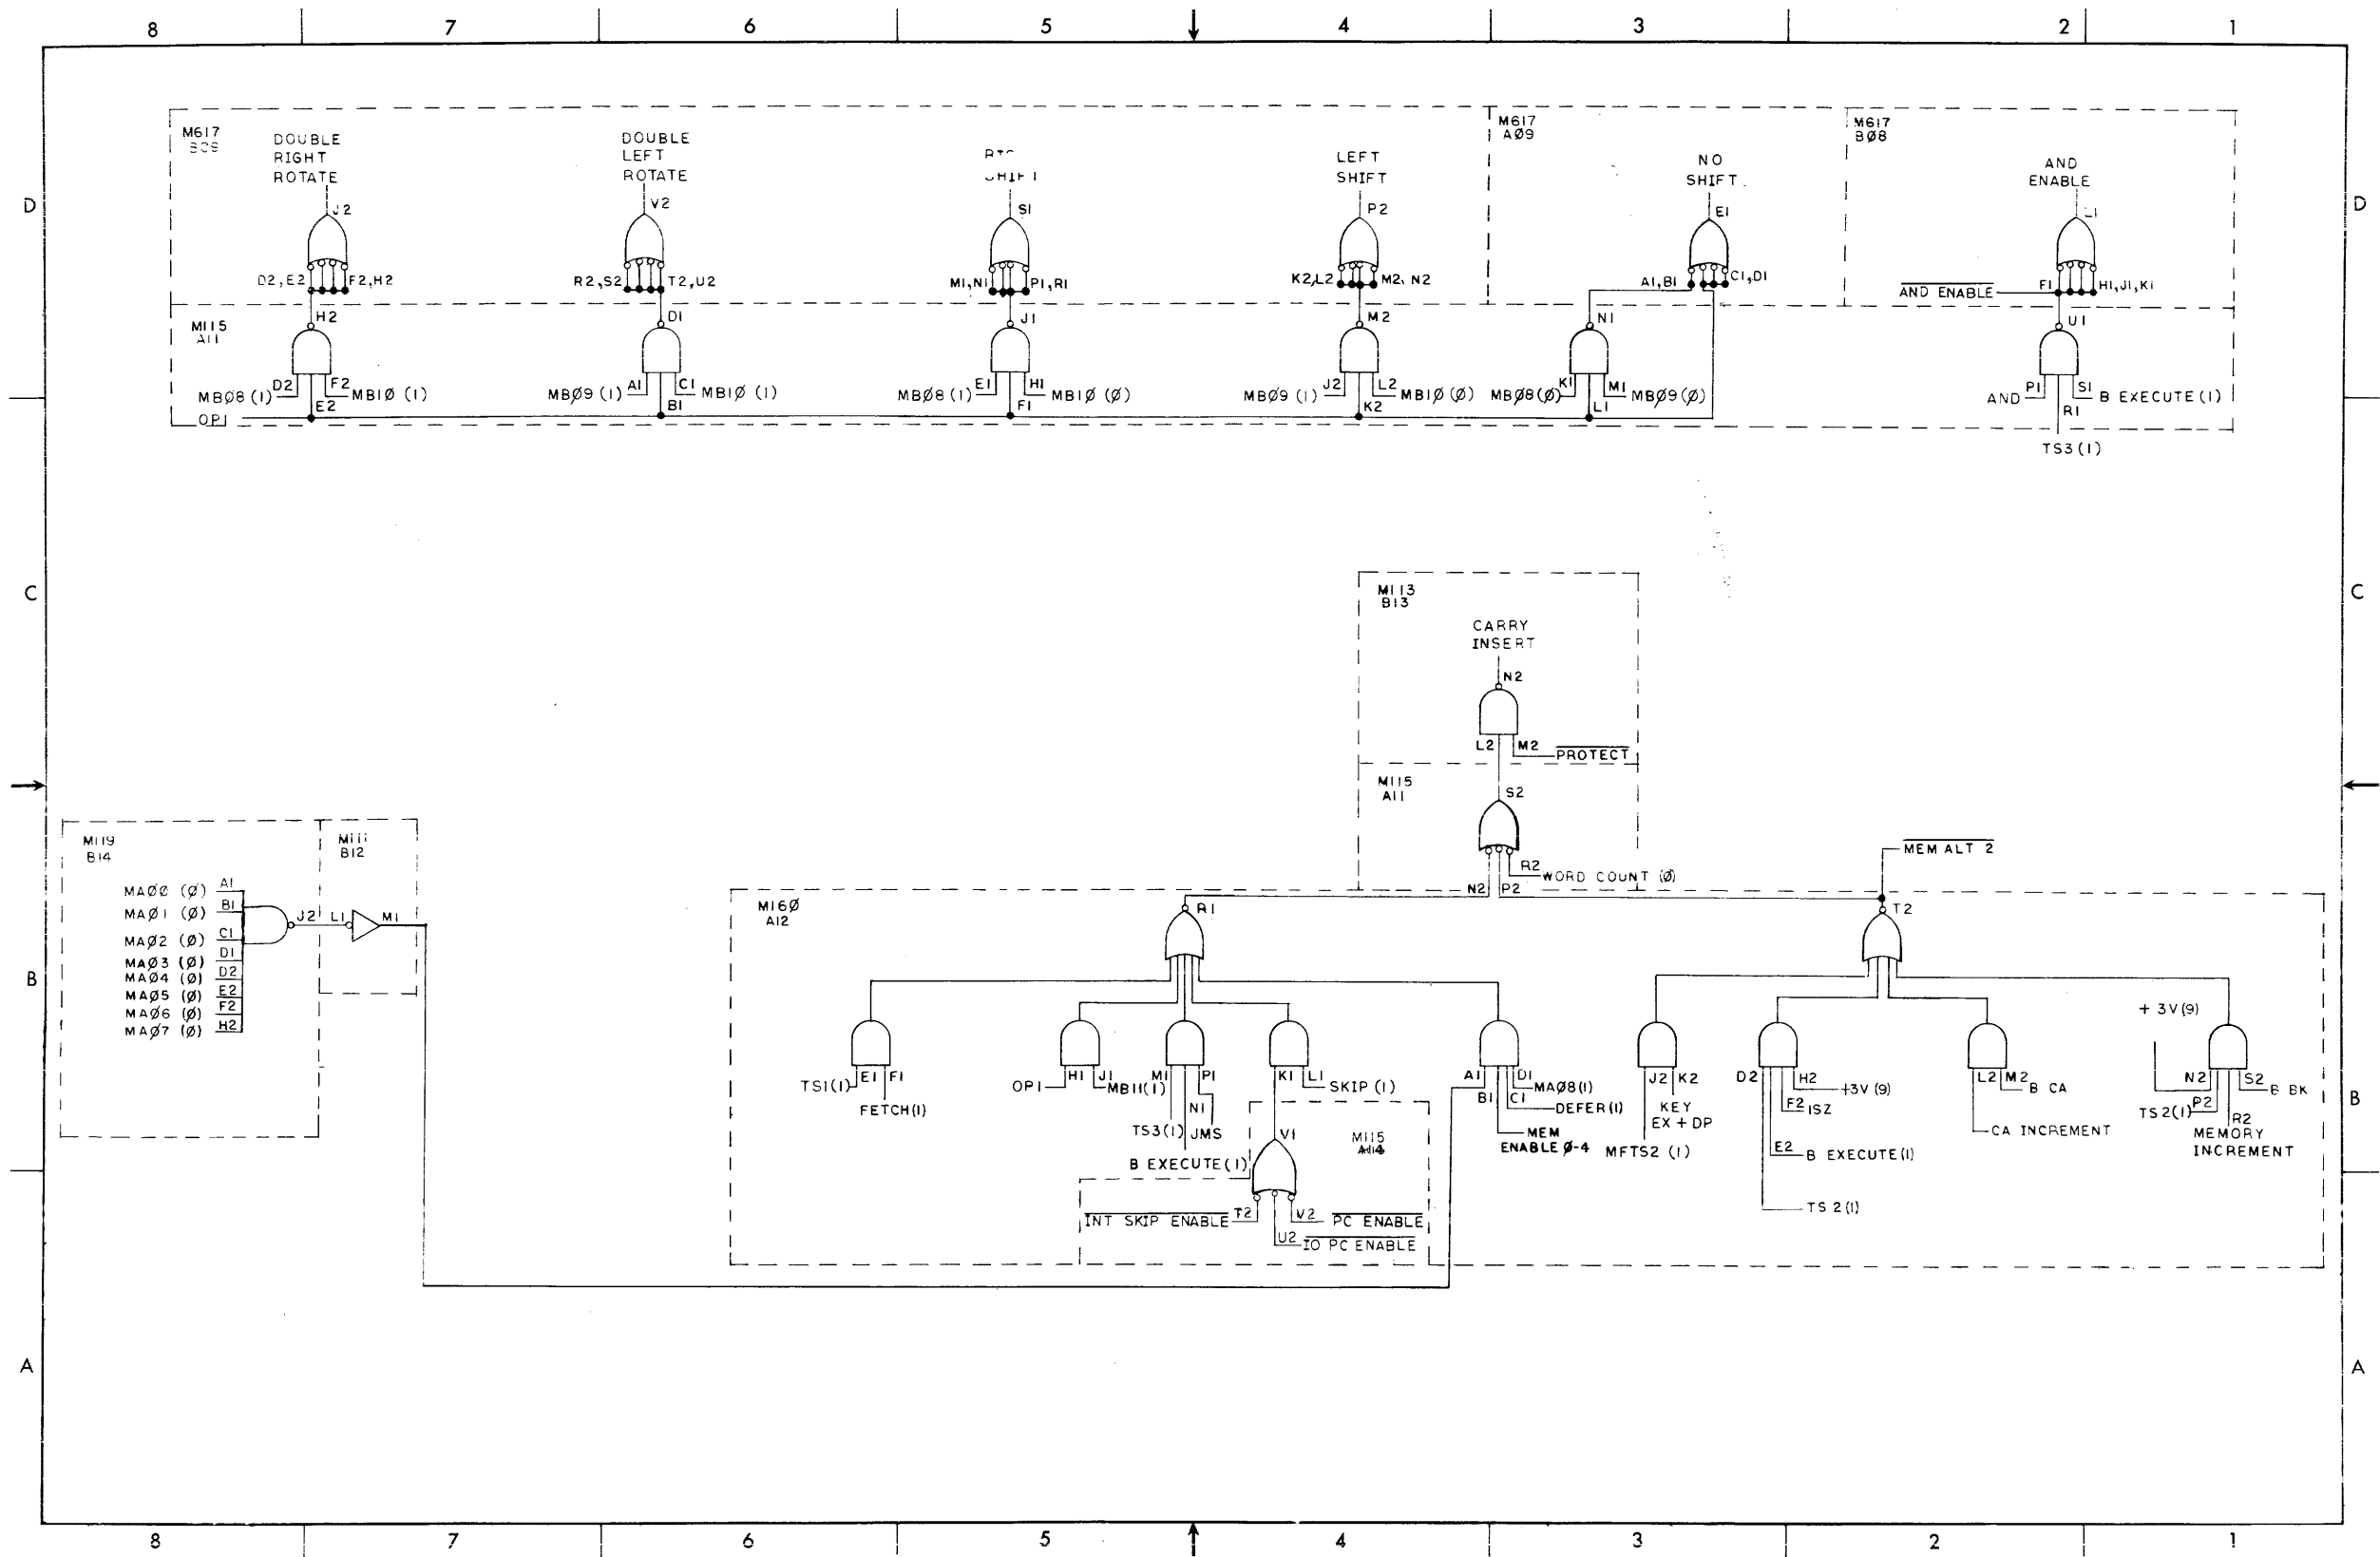 8 7 6 5 4 3 2 1
M617
DOUBLE
RIGHT
ROTATE
DOUBLE
LEFT
ROTATE
LEFT
SHIFT
M617
AØ9
NO
SHIFT
M617
BØ8
AND
ENABLE
D
D
J2
V2
S1
P2
E1
L1
D2,E2 F2,H2
R2,S2 T2,U2
M1,N1 P1,R1
K2,L2 M2,N2
A1,B1 C1,D1
AND ENABLE F1 H1,J1,K1
M115
A11
H2
D1
J1
M2
N1
U1
MBØ8 (1) D2 F2 MB1Ø (1)
E2
MBØ9 (1) A1 C1 MB1Ø (1)
B1
MBØ8 (1) E1 H1 MB1Ø (Ø)
F1
MBØ9 (1) J2 L2 MB1Ø (Ø)
K2
MBØ8(Ø) K1 M1 MBØ9(Ø)
L1
AND P1 S1 B EXECUTE(1)
R1
OP1
TS3(1)
C
C
M113
B13
CARRY
INSERT
N2
L2 M2 PROTECT
M115
A11
S2
R2 WORD COUNT (Ø)
N2 P2
MEM ALT 2
M119
B14
M111
B12
MAØØ (Ø) A1
MAØ1 (Ø) B1
MAØ2 (Ø) C1
MAØ3 (Ø) D1
MAØ4 (Ø) D2
MAØ5 (Ø) E2
MAØ6 (Ø) F2
MAØ7 (Ø) H2
J2 L1 M1
M16Ø
A12
R1
T2
B
B
TS1(1) E1 F1
FETCH(1)
OP1 H1 J1 MB11(1)
M1 P1
N1
TS3(1) JMS
B EXECUTE(1)
K1 L1 SKIP (1)
V1
M115
INT SKIP ENABLE T2 V2 PC ENABLE
U2 IO PC ENABLE
A1 D1 MAØ8(1)
B1 C1 DEFER(1)
MEM
ENABLE Ø-4
J2 K2
KEY
EX + DP
MFTS2 (1)
D2 H2 +3V (9)
F2 ISZ
E2 B EXECUTE(1)
TS 2(1)
L2 M2 B CA
CA INCREMENT
+ 3V(9)
N2 S2 B BK
TS2(1) P2
R2
MEMORY
INCREMENT
A
A
8 7 6 5 4 3 2 1